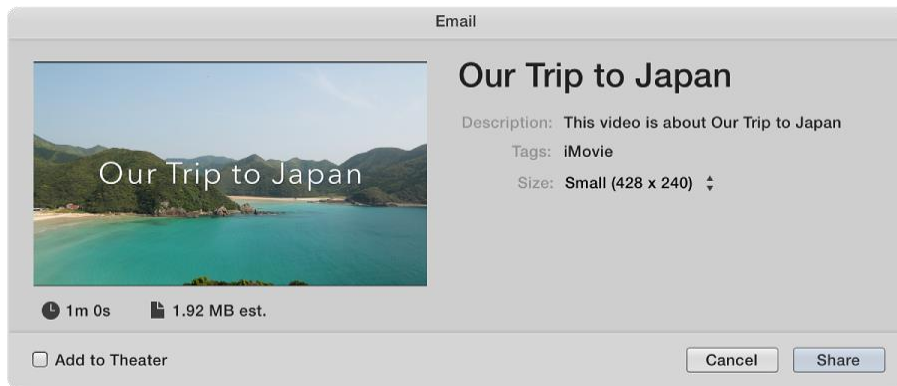 Email
Our Trip to Japan
Our Trip to Japan
Description: This video is about Our Trip to Japan
Tags: iMovie
Size: Small (428 x 240)
1m 0s 1.92 MB est.
Add to Theater
Cancel Share